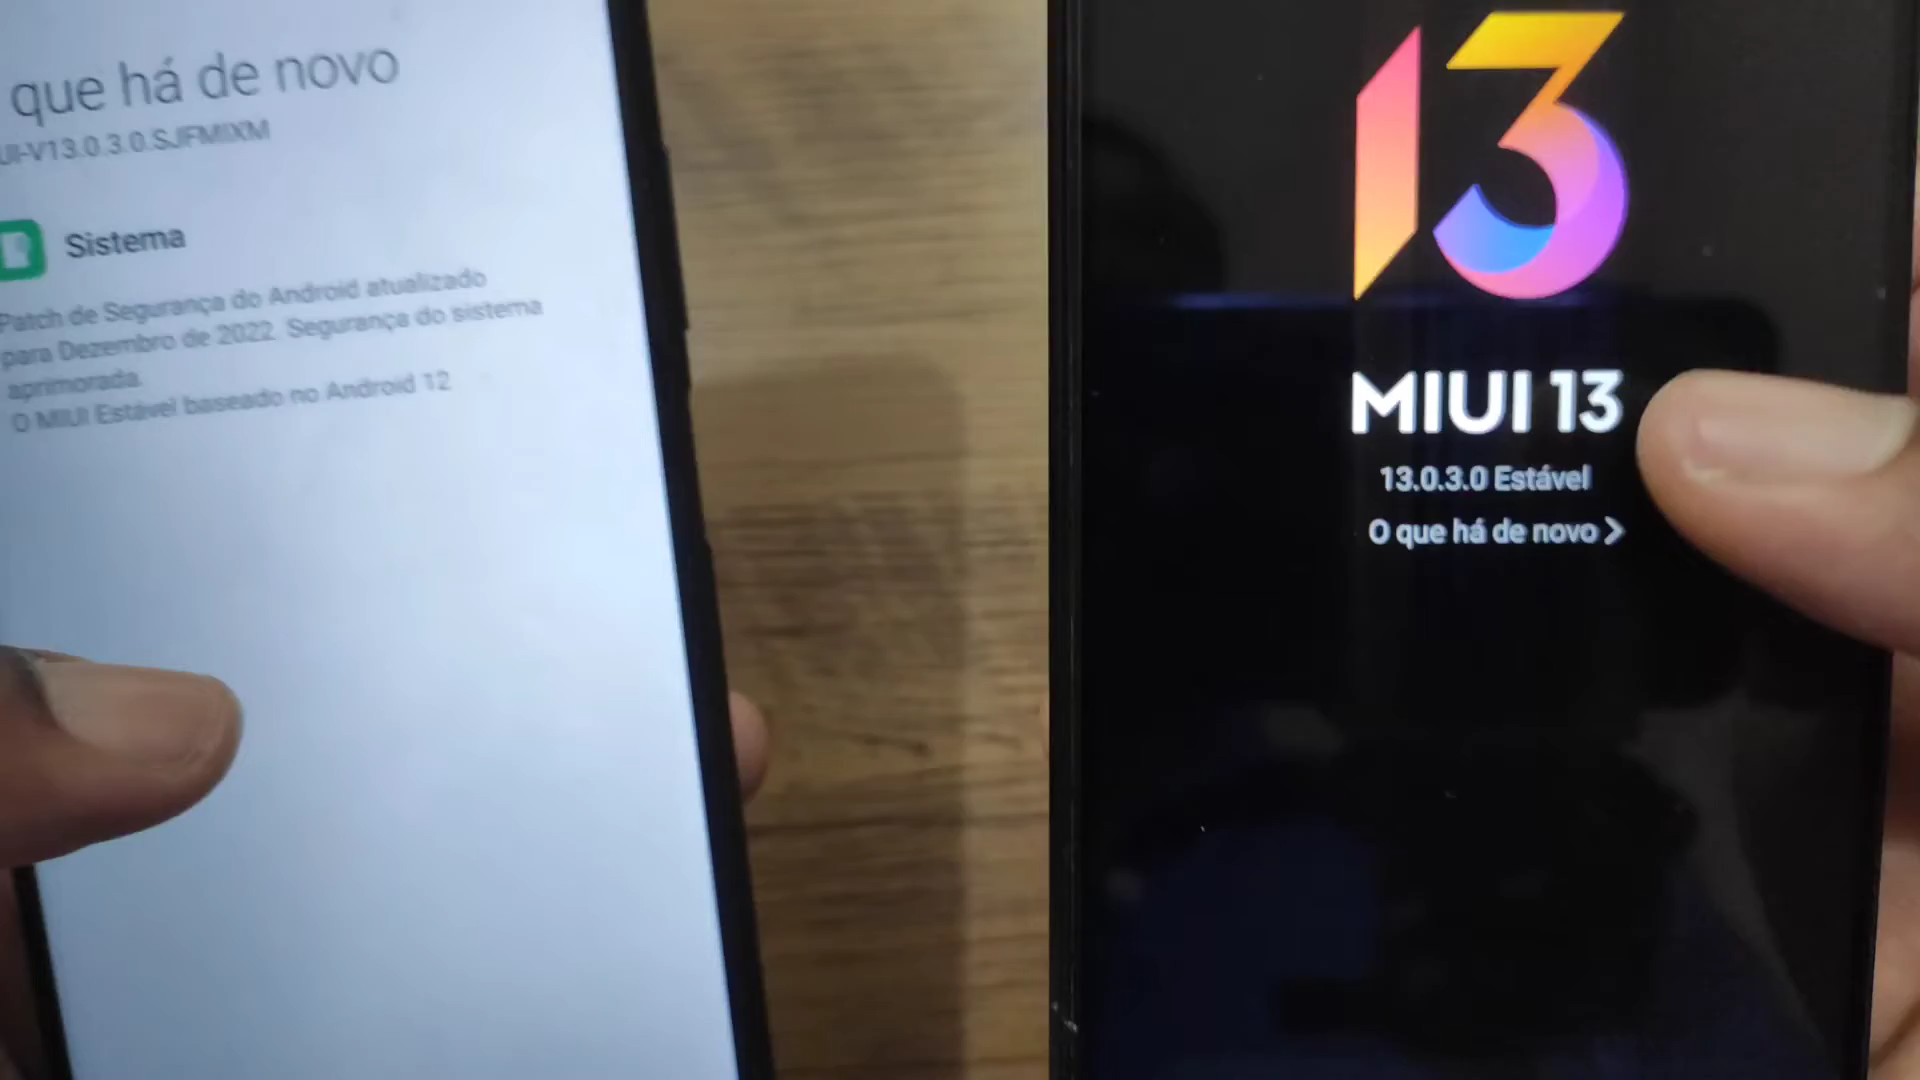 que há de novo
UI-V13.0.3.0.SJFMIXM
Sistema
Patch de Segurança do Android atualizado
para Dezembro de 2022. Segurança do sistema
aprimorada.
O MIUI Estável baseado no Android 12
13
MIUI 13
13.0.3.0 Estável
O que há de novo >